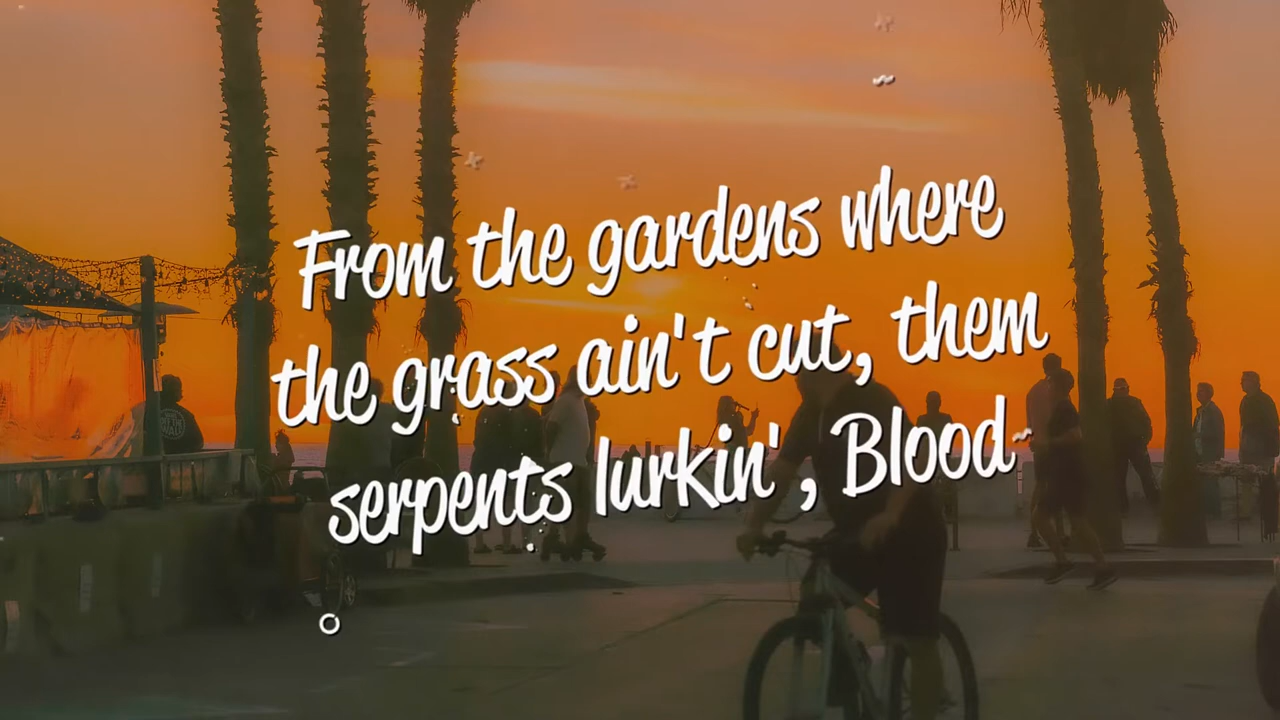 From the gardens where
the grass ain't cut, them
serpents lurkin', Blood-